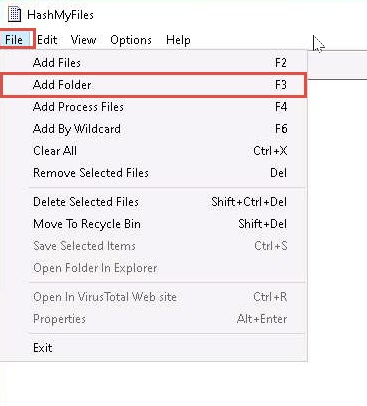 HashMyFiles
File Edit View Options Help
Add Files F2
Add Folder F3
Add Process Files F4
Add By Wildcard F6
Clear All Ctrl+X
Remove Selected Files Del
Delete Selected Files Shift+Ctrl+Del
Move To Recycle Bin Shift+Del
Save Selected Items Ctrl+S
Open Folder In Explorer
Open In VirusTotal Web site Ctrl+R
Properties Alt+Enter
Exit